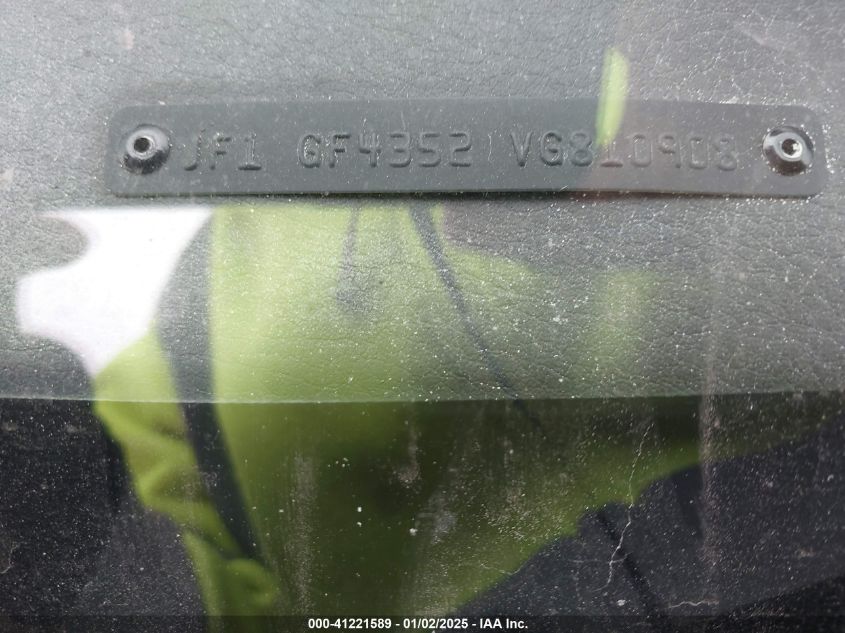 JF1 GF4352 VG810908
000-41221589 - 01/02/2025 - IAA Inc.